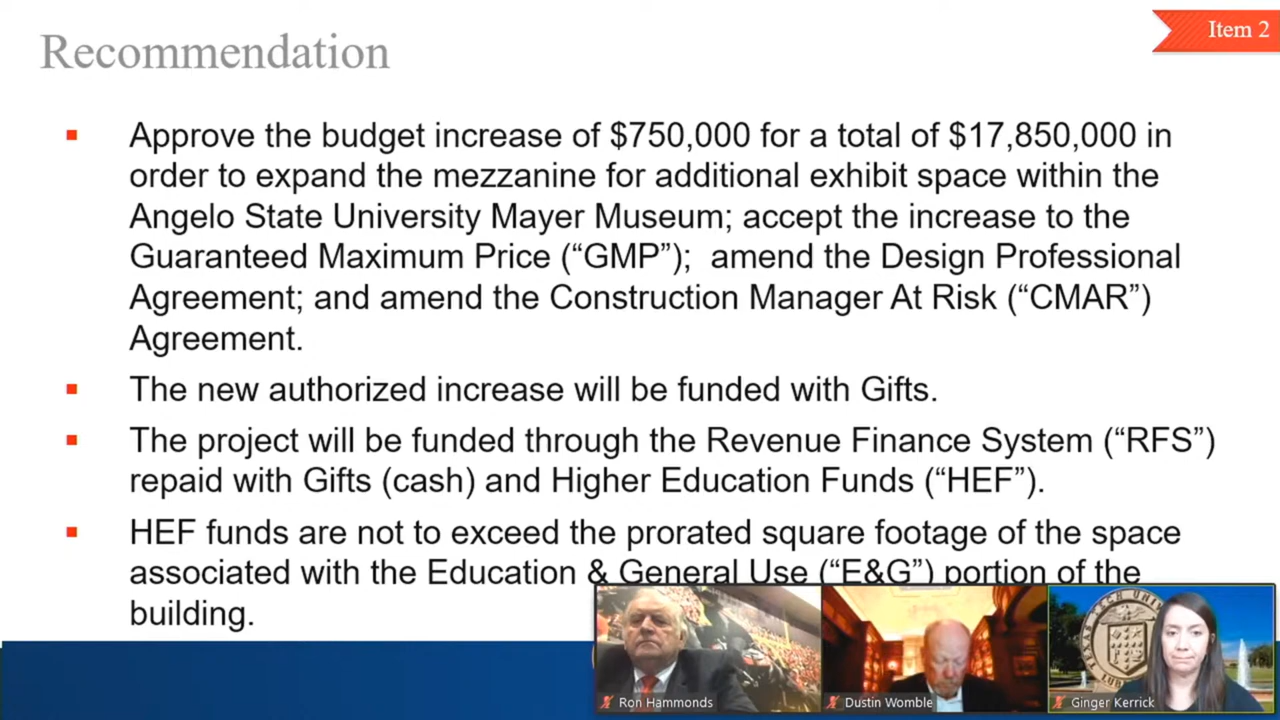 Recommendation
Item 2
Approve the budget increase of $750,000 for a total of $17,850,000 in
order to expand the mezzanine for additional exhibit space within the
Angelo State University Mayer Museum; accept the increase to the
Guaranteed Maximum Price (“GMP”);  amend the Design Professional
Agreement; and amend the Construction Manager At Risk (“CMAR”)
Agreement.
The new authorized increase will be funded with Gifts.
The project will be funded through the Revenue Finance System (“RFS”)
repaid with Gifts (cash) and Higher Education Funds (“HEF”).
HEF funds are not to exceed the prorated square footage of the space
associated with the Education & General Use (“E&G”) portion of the
building.
Ron Hammonds
Dustin Womble
Ginger Kerrick